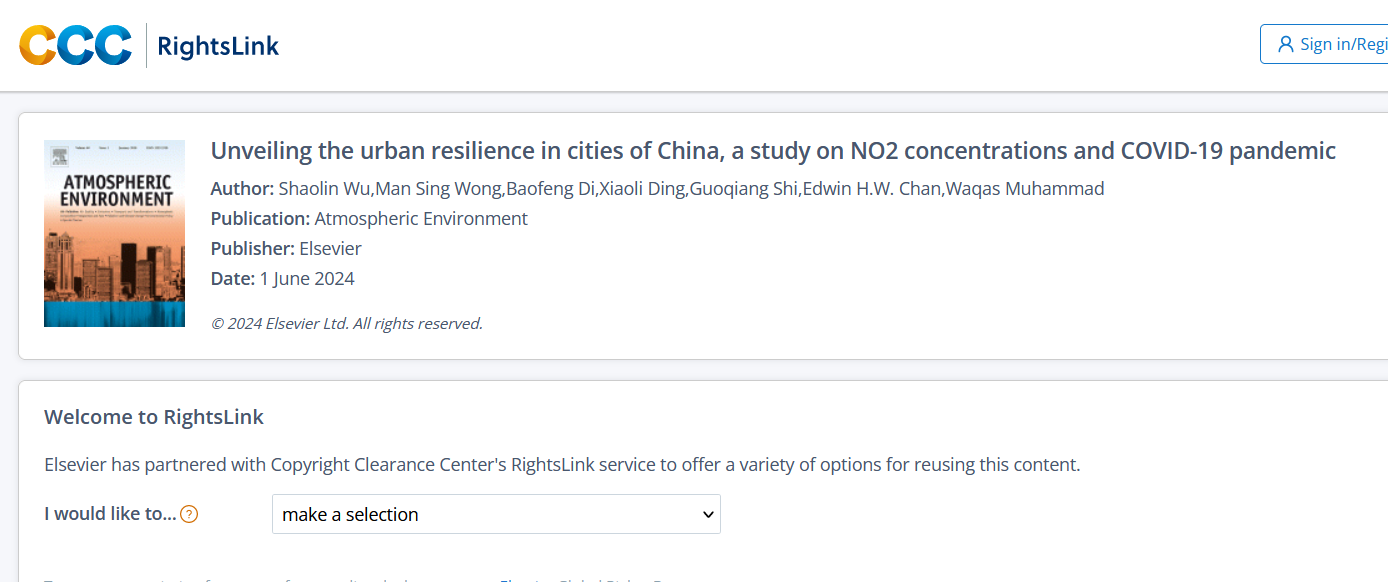 CCC RightsLink
Sign in/Regi
ATMOSPHERIC
ENVIRONMENT
Unveiling the urban resilience in cities of China, a study on NO2 concentrations and COVID-19 pandemic
Author: Shaolin Wu,Man Sing Wong,Baofeng Di,Xiaoli Ding,Guoqiang Shi,Edwin H.W. Chan,Waqas Muhammad
Publication: Atmospheric Environment
Publisher: Elsevier
Date: 1 June 2024
© 2024 Elsevier Ltd. All rights reserved.
Welcome to RightsLink
Elsevier has partnered with Copyright Clearance Center's RightsLink service to offer a variety of options for reusing this content.
I would like to... ?
make a selection